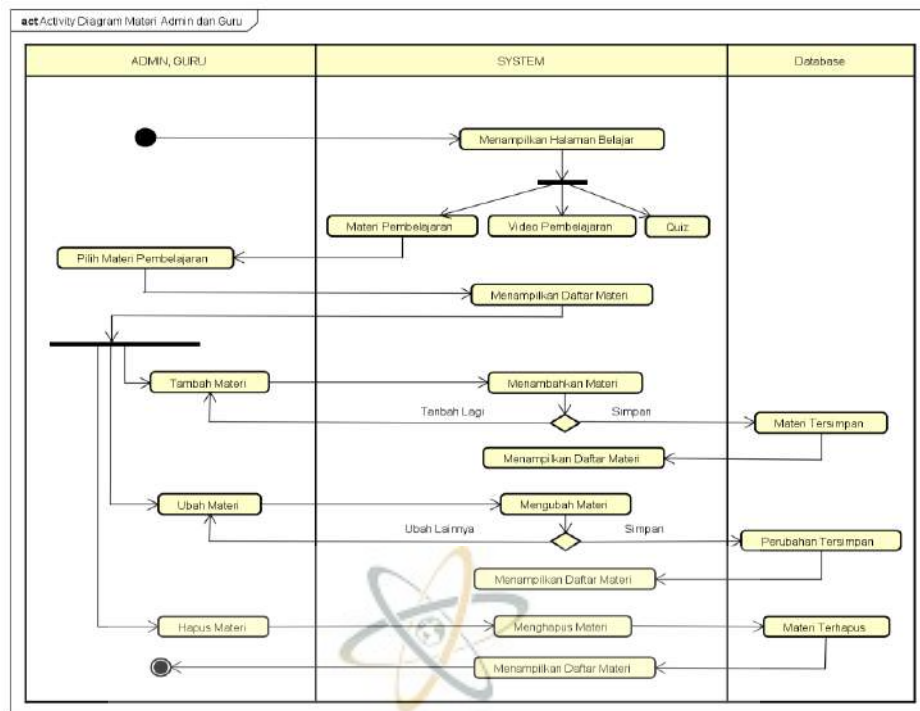 act Activity Diagram Materi Admin dan Guru
ADMIN, GURU
SYSTEM
Database
Menampilkan Halaman Belajar
Materi Pembelajaran
Video Pembelajaran
Quiz
Pilih Materi Pembelajaran
Menampilkan Daftar Materi
Tambah Materi
Menambahkan Materi
Tanbah Lagi
Simpan
Materi Tersimpan
Menampilkan Daftar Materi
Ubah Materi
Mengubah Materi
Ubah Lainnya
Simpan
Perubahan Tersimpan
Menampilkan Daftar Materi
Hapus Materi
Menghapus Materi
Materi Terhapus
Menampilkan Daftar Materi